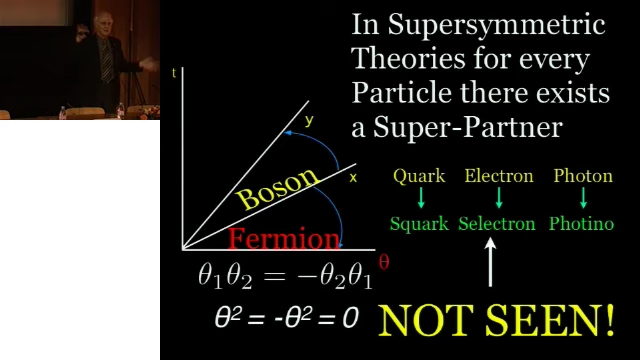 In Supersymmetric
Theories for every
Particle there exists
a Super-Partner
t
y
x
Boson
Fermion
θ
θ₁θ₂ = −θ₂θ₁
θ² = -θ² = 0
Quark Electron Photon
Squark Selectron Photino
NOT SEEN!